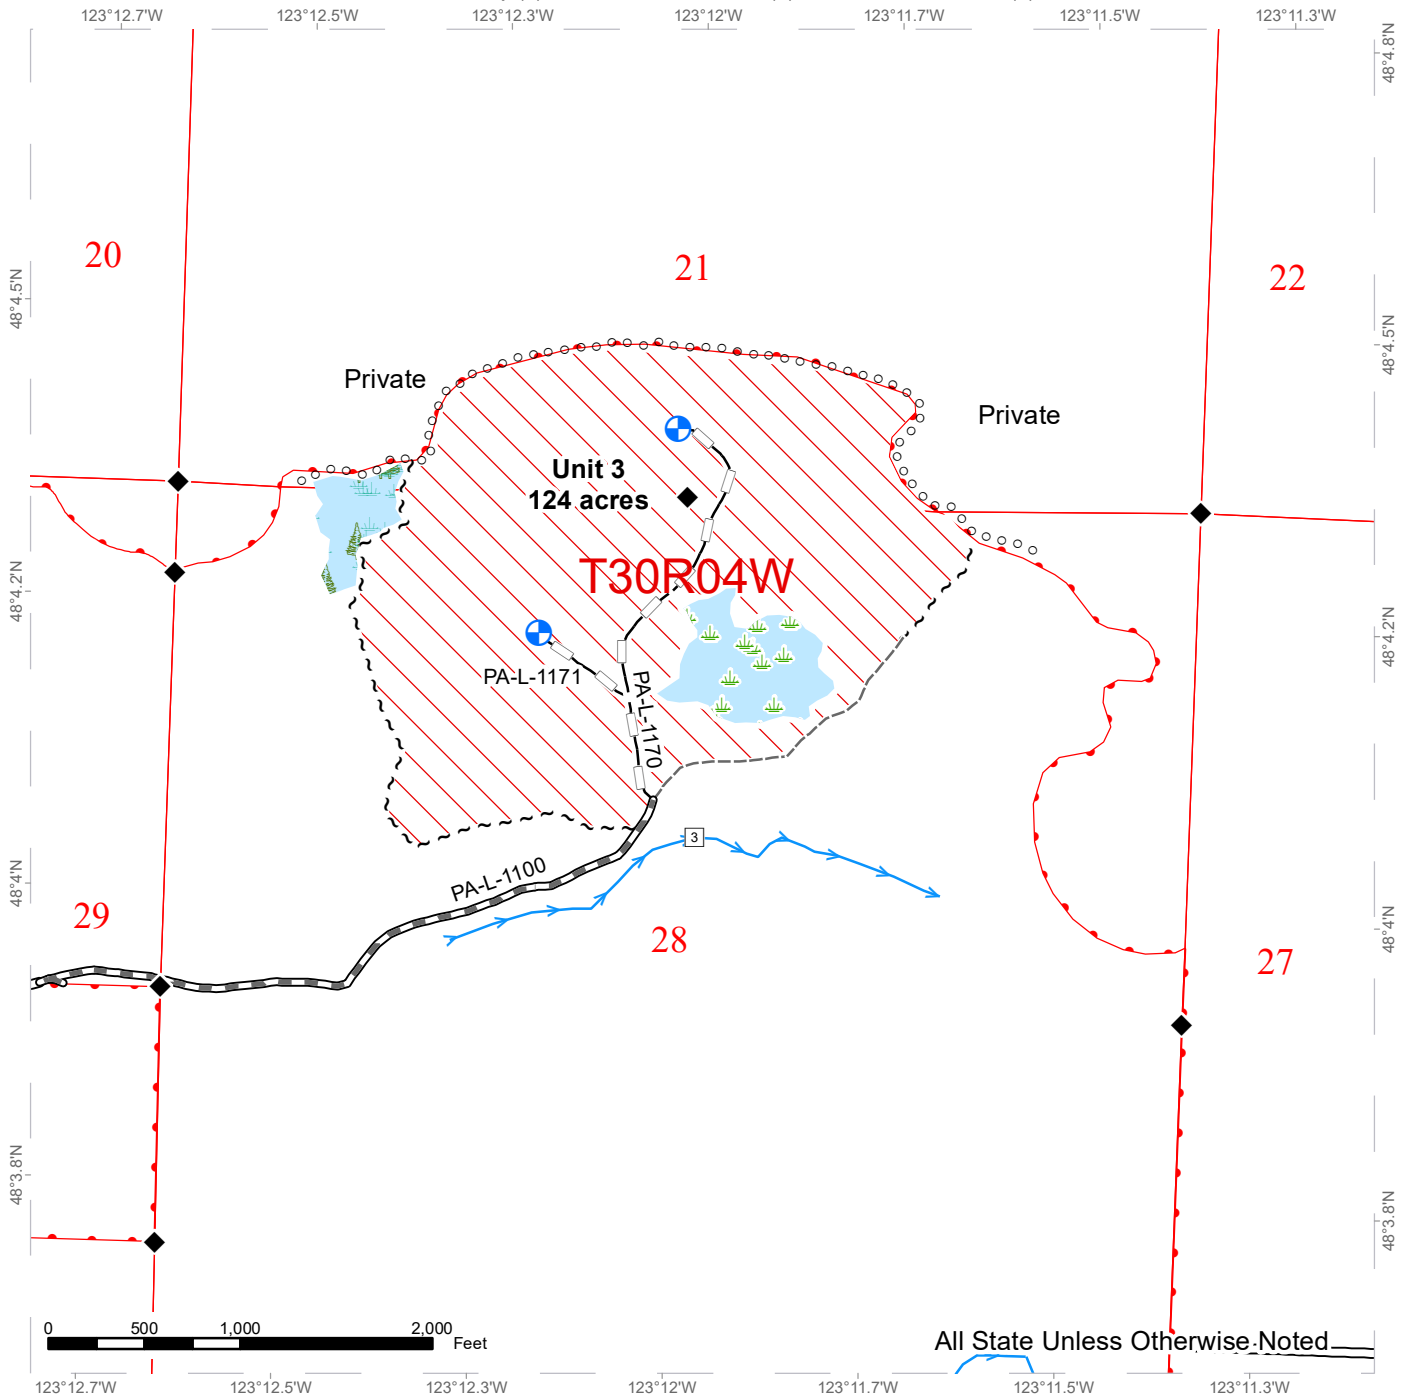 123°12.7'W 123°12.5'W 123°12.3'W 123°12'W 123°11.7'W 123°11.5'W 123°11.3'W
48°4.8'N
20
21
22
48°4.5'N
48°4.5'N
Private
Private
Unit 3
124 acres
T30R04W
48°4.2'N
48°4.2'N
PA-L-1171
PA-L-1170
3
PA-L-1100
48°4'N
48°4'N
29
28
27
48°3.8'N
48°3.8'N
0 500 1,000 2,000
Feet
All State Unless Otherwise Noted
123°12.7'W 123°12.5'W 123°12.3'W 123°12'W 123°11.7'W 123°11.5'W 123°11.3'W